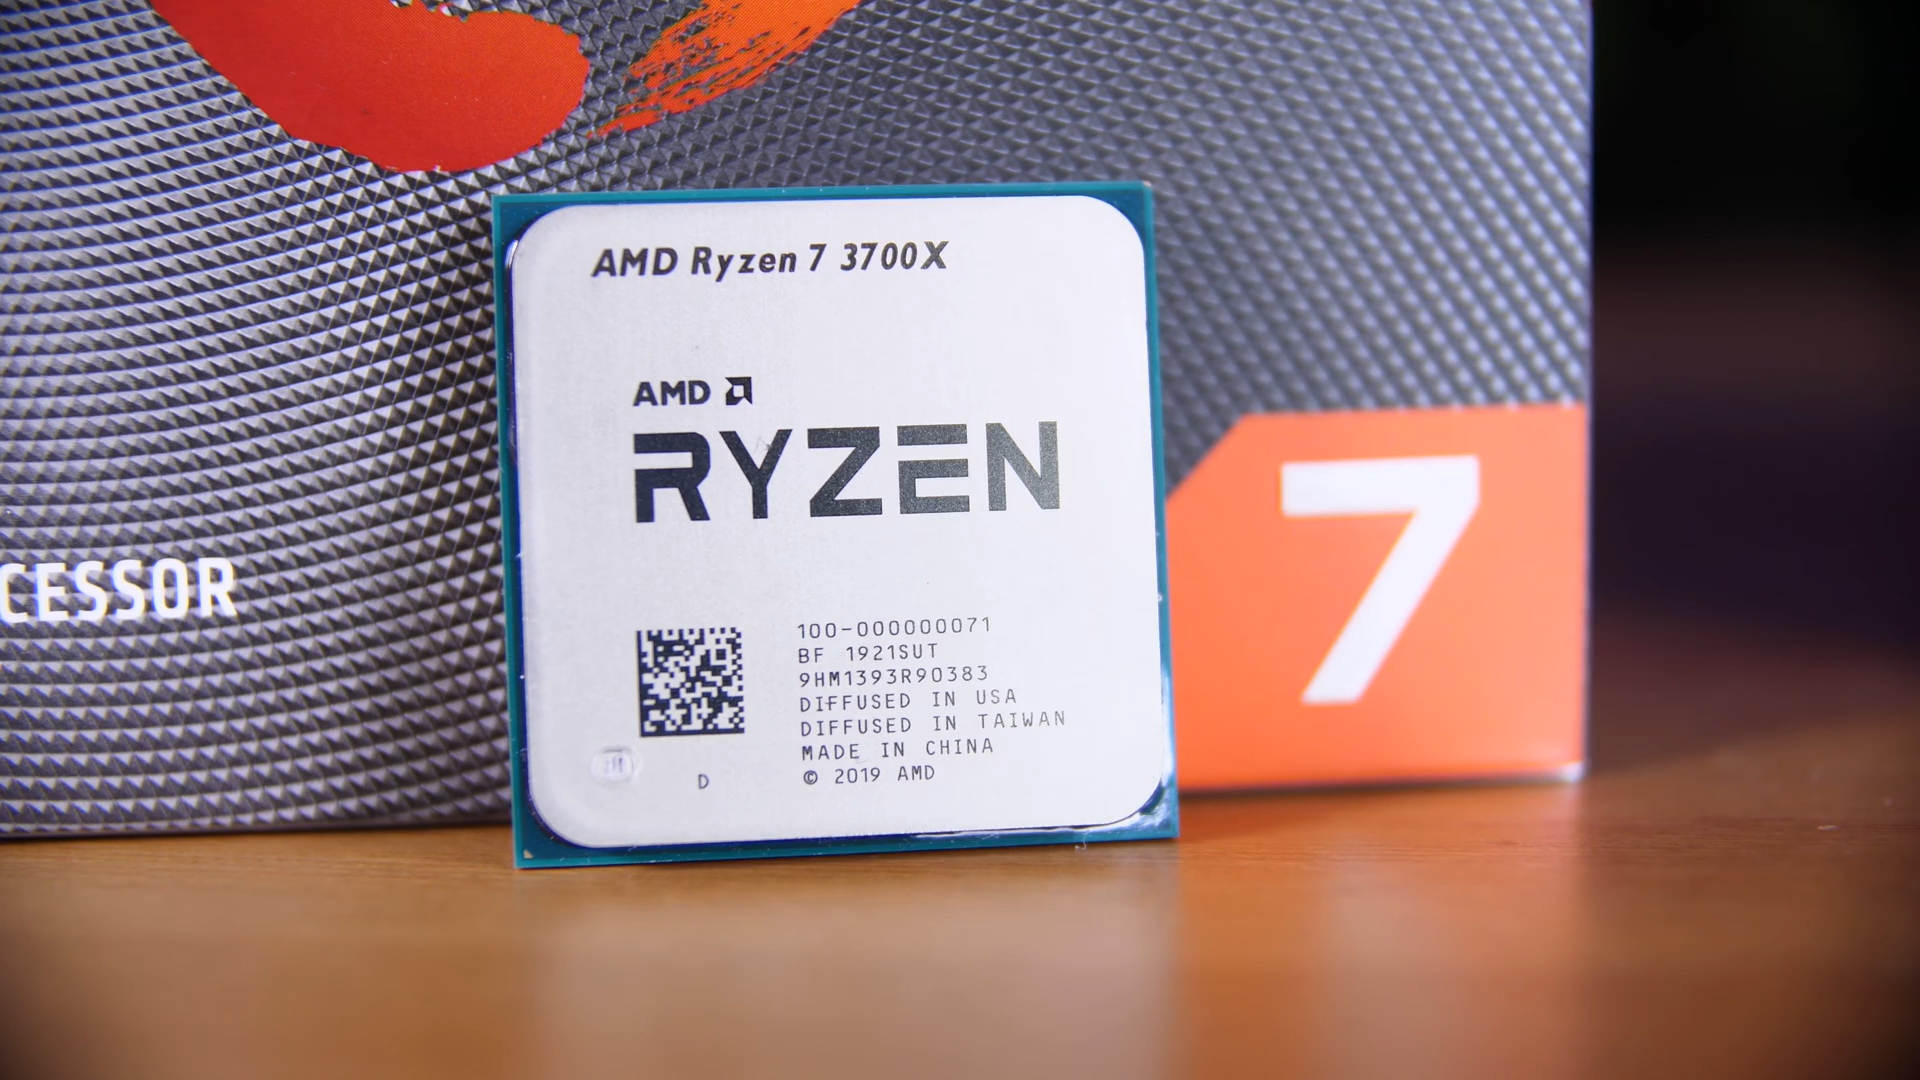 AMD Ryzen 7 3700X
AMD
RYZEN
100-000000071
BF 1921SUT
9HM1393R90383
DIFFUSED IN USA
DIFFUSED IN TAIWAN
MADE IN CHINA
© 2019 AMD
D
CESSOR
7